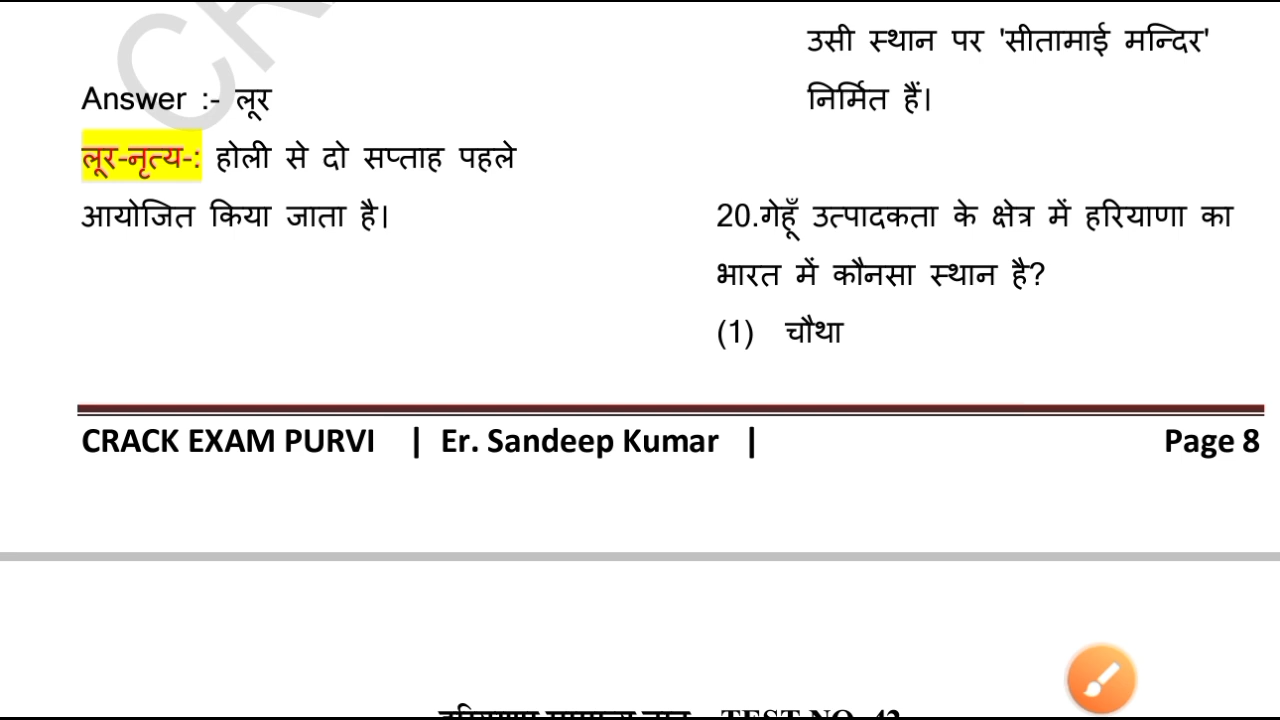 Answer :- लूर
लूर-नृत्य-: होली से दो सप्ताह पहले
आयोजित किया जाता है।
उसी स्थान पर 'सीतामाई मन्दिर'
निर्मित हैं।
20.गेहूँ उत्पादकता के क्षेत्र में हरियाणा का
भारत में कौनसा स्थान है?
(1) चौथा
CRACK EXAM PURVI | Er. Sandeep Kumar |
Page 8